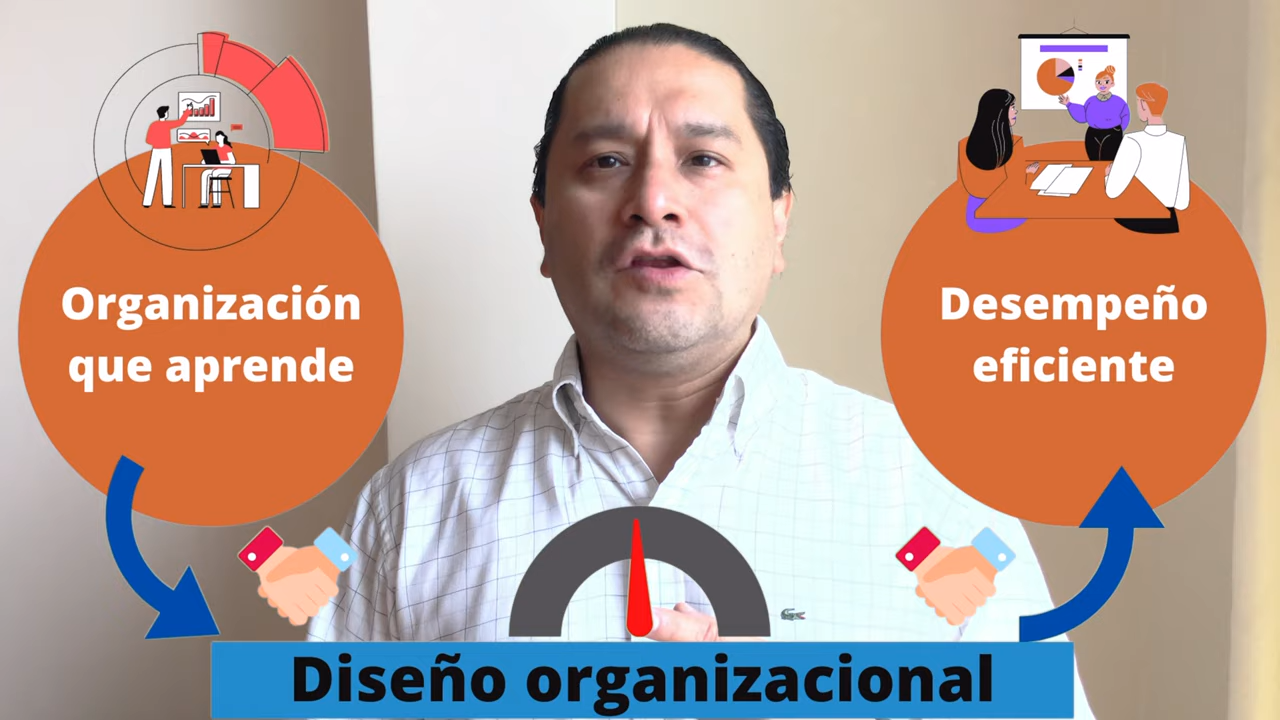 Organización
que aprende
Desempeño
eficiente
Diseño organizacional